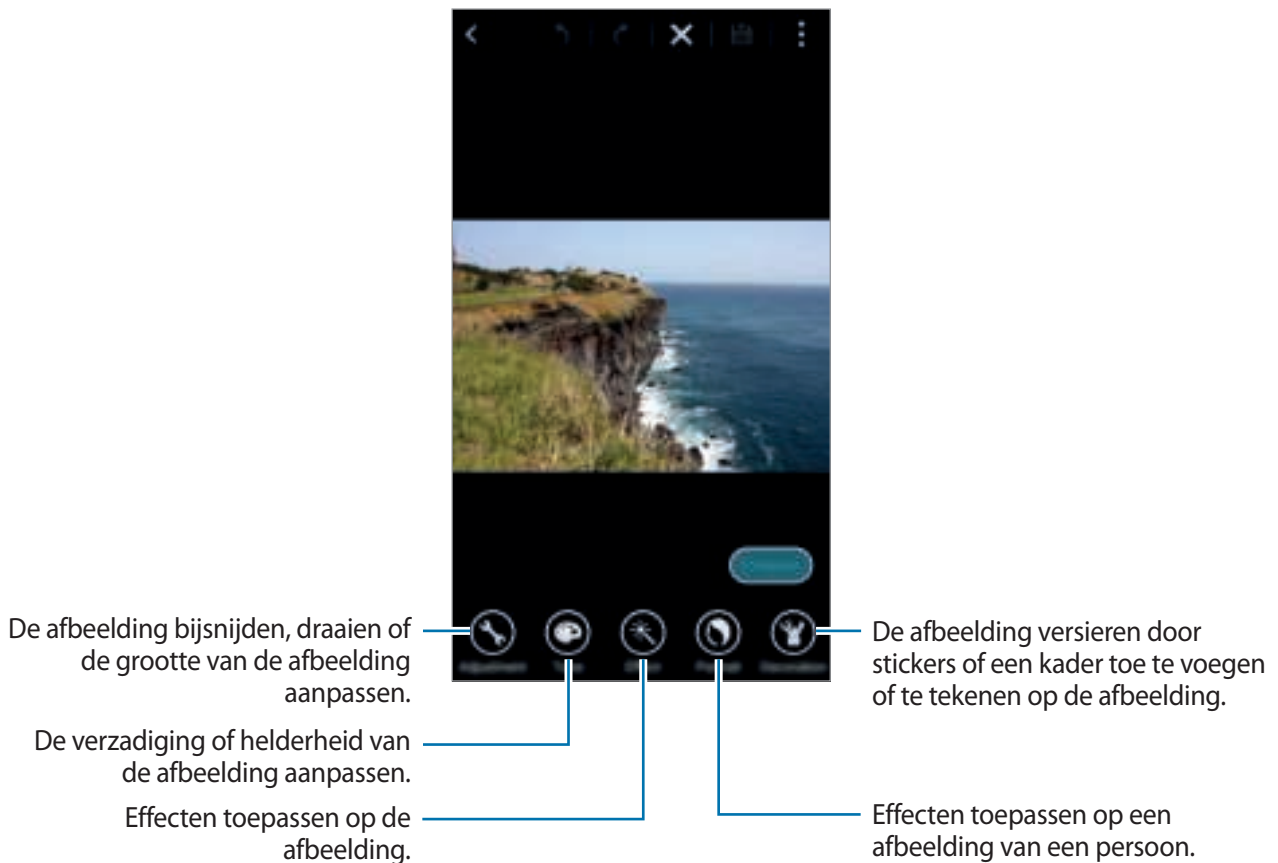 De afbeelding bijsnijden, draaien of
de grootte van de afbeelding
aanpassen.
De verzadiging of helderheid van
de afbeelding aanpassen.
Effecten toepassen op de
afbeelding.
De afbeelding versieren door
stickers of een kader toe te voegen
of te tekenen op de afbeelding.
Effecten toepassen op een
afbeelding van een persoon.